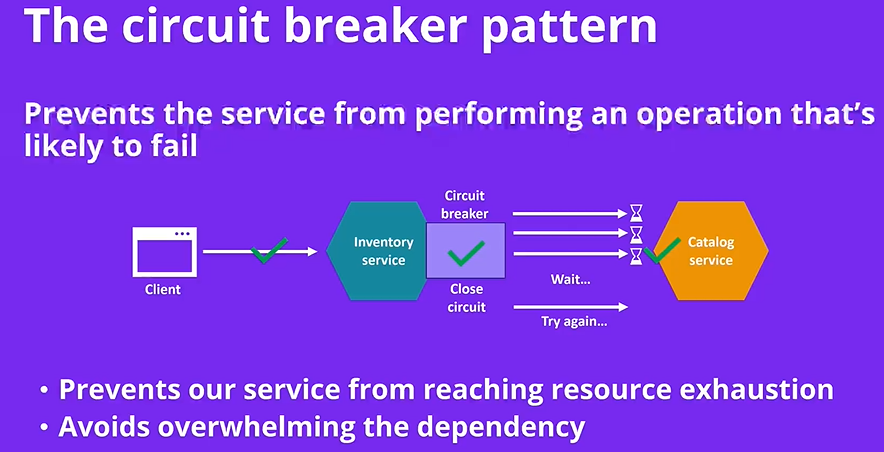 The circuit breaker pattern
Prevents the service from performing an operation that's
likely to fail
Circuit
breaker
Inventory
service
Catalog
service
Client
Close
circuit
Wait...
Try again...
• Prevents our service from reaching resource exhaustion
• Avoids overwhelming the dependency